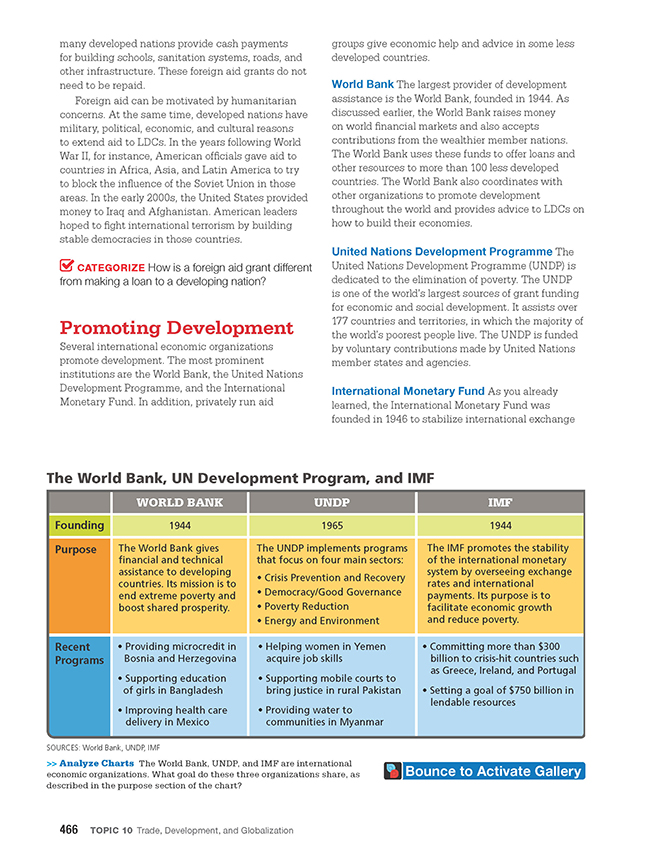 many developed nations provide cash payments
for building schools, sanitation systems, roads, and
other infrastructure. These foreign aid grants do not
need to be repaid.
Foreign aid can be motivated by humanitarian
concerns. At the same time, developed nations have
military, political, economic, and cultural reasons
to extend aid to LDCs. In the years following World
War II, for instance, American officials gave aid to
countries in Africa, Asia, and Latin America to try
to block the influence of the Soviet Union in those
areas. In the early 2000s, the United States provided
money to Iraq and Afghanistan. American leaders
hoped to fight international terrorism by building
stable democracies in those countries.
CATEGORIZE How is a foreign aid grant different
from making a loan to a developing nation?
Promoting Development
Several international economic organizations
promote development. The most prominent
institutions are the World Bank, the United Nations
Development Programme, and the International
Monetary Fund. In addition, privately run aid
groups give economic help and advice in some less
developed countries.
World Bank The largest provider of development
assistance is the World Bank, founded in 1944. As
discussed earlier, the World Bank raises money
on world financial markets and also accepts
contributions from the wealthier member nations.
The World Bank uses these funds to offer loans and
other resources to more than 100 less developed
countries. The World Bank also coordinates with
other organizations to promote development
throughout the world and provides advice to LDCs on
how to build their economies.
United Nations Development Programme The
United Nations Development Programme (UNDP) is
dedicated to the elimination of poverty. The UNDP
is one of the world's largest sources of grant funding
for economic and social development. It assists over
177 countries and territories, in which the majority of
the world's poorest people live. The UNDP is funded
by voluntary contributions made by United Nations
member states and agencies.
International Monetary Fund As you already
learned, the International Monetary Fund was
founded in 1946 to stabilize international exchange
The World Bank, UN Development Program, and IMF
WORLD BANK UNDP IMF
Founding 1944 1965 1944
Purpose
The World Bank gives
financial and technical
assistance to developing
countries. Its mission is to
end extreme poverty and
boost shared prosperity.
The UNDP implements programs
that focus on four main sectors:
• Crisis Prevention and Recovery
• Democracy/Good Governance
• Poverty Reduction
• Energy and Environment
The IMF promotes the stability
of the international monetary
system by overseeing exchange
rates and international
payments. Its purpose is to
facilitate economic growth
and reduce poverty.
Recent
Programs
• Providing microcredit in
Bosnia and Herzegovina
• Supporting education
of girls in Bangladesh
• Improving health care
delivery in Mexico
• Helping women in Yemen
acquire job skills
• Supporting mobile courts to
bring justice in rural Pakistan
• Providing water to
communities in Myanmar
• Committing more than $300
billion to crisis-hit countries such
as Greece, Ireland, and Portugal
• Setting a goal of $750 billion in
lendable resources
SOURCES: World Bank, UNDP, IMF
>> Analyze Charts The World Bank, UNDP, and IMF are international
economic organizations. What goal do these three organizations share, as
described in the purpose section of the chart?
Bounce to Activate Gallery
466 TOPIC 10 Trade, Development, and Globalization